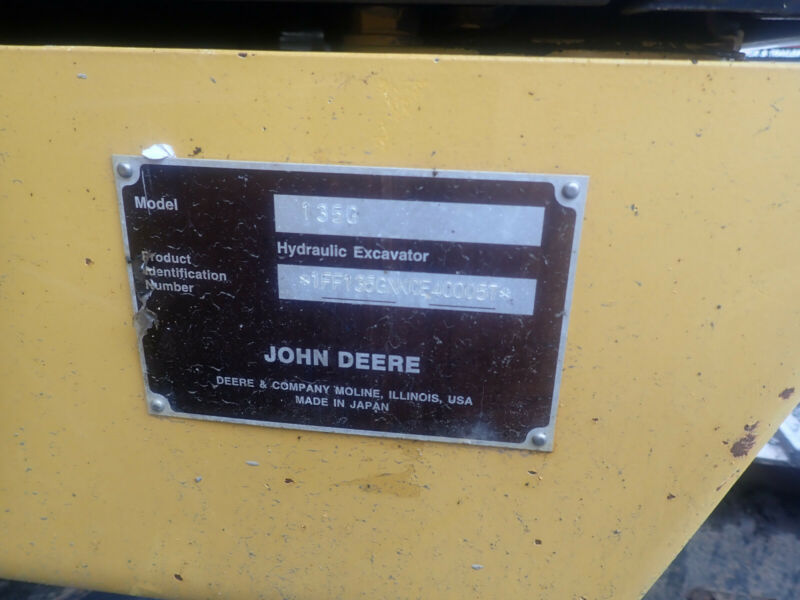 Model
135G
Hydraulic Excavator
Product
Identification
Number
JOHN DEERE
DEERE & COMPANY MOLINE, ILLINOIS, USA
MADE IN JAPAN